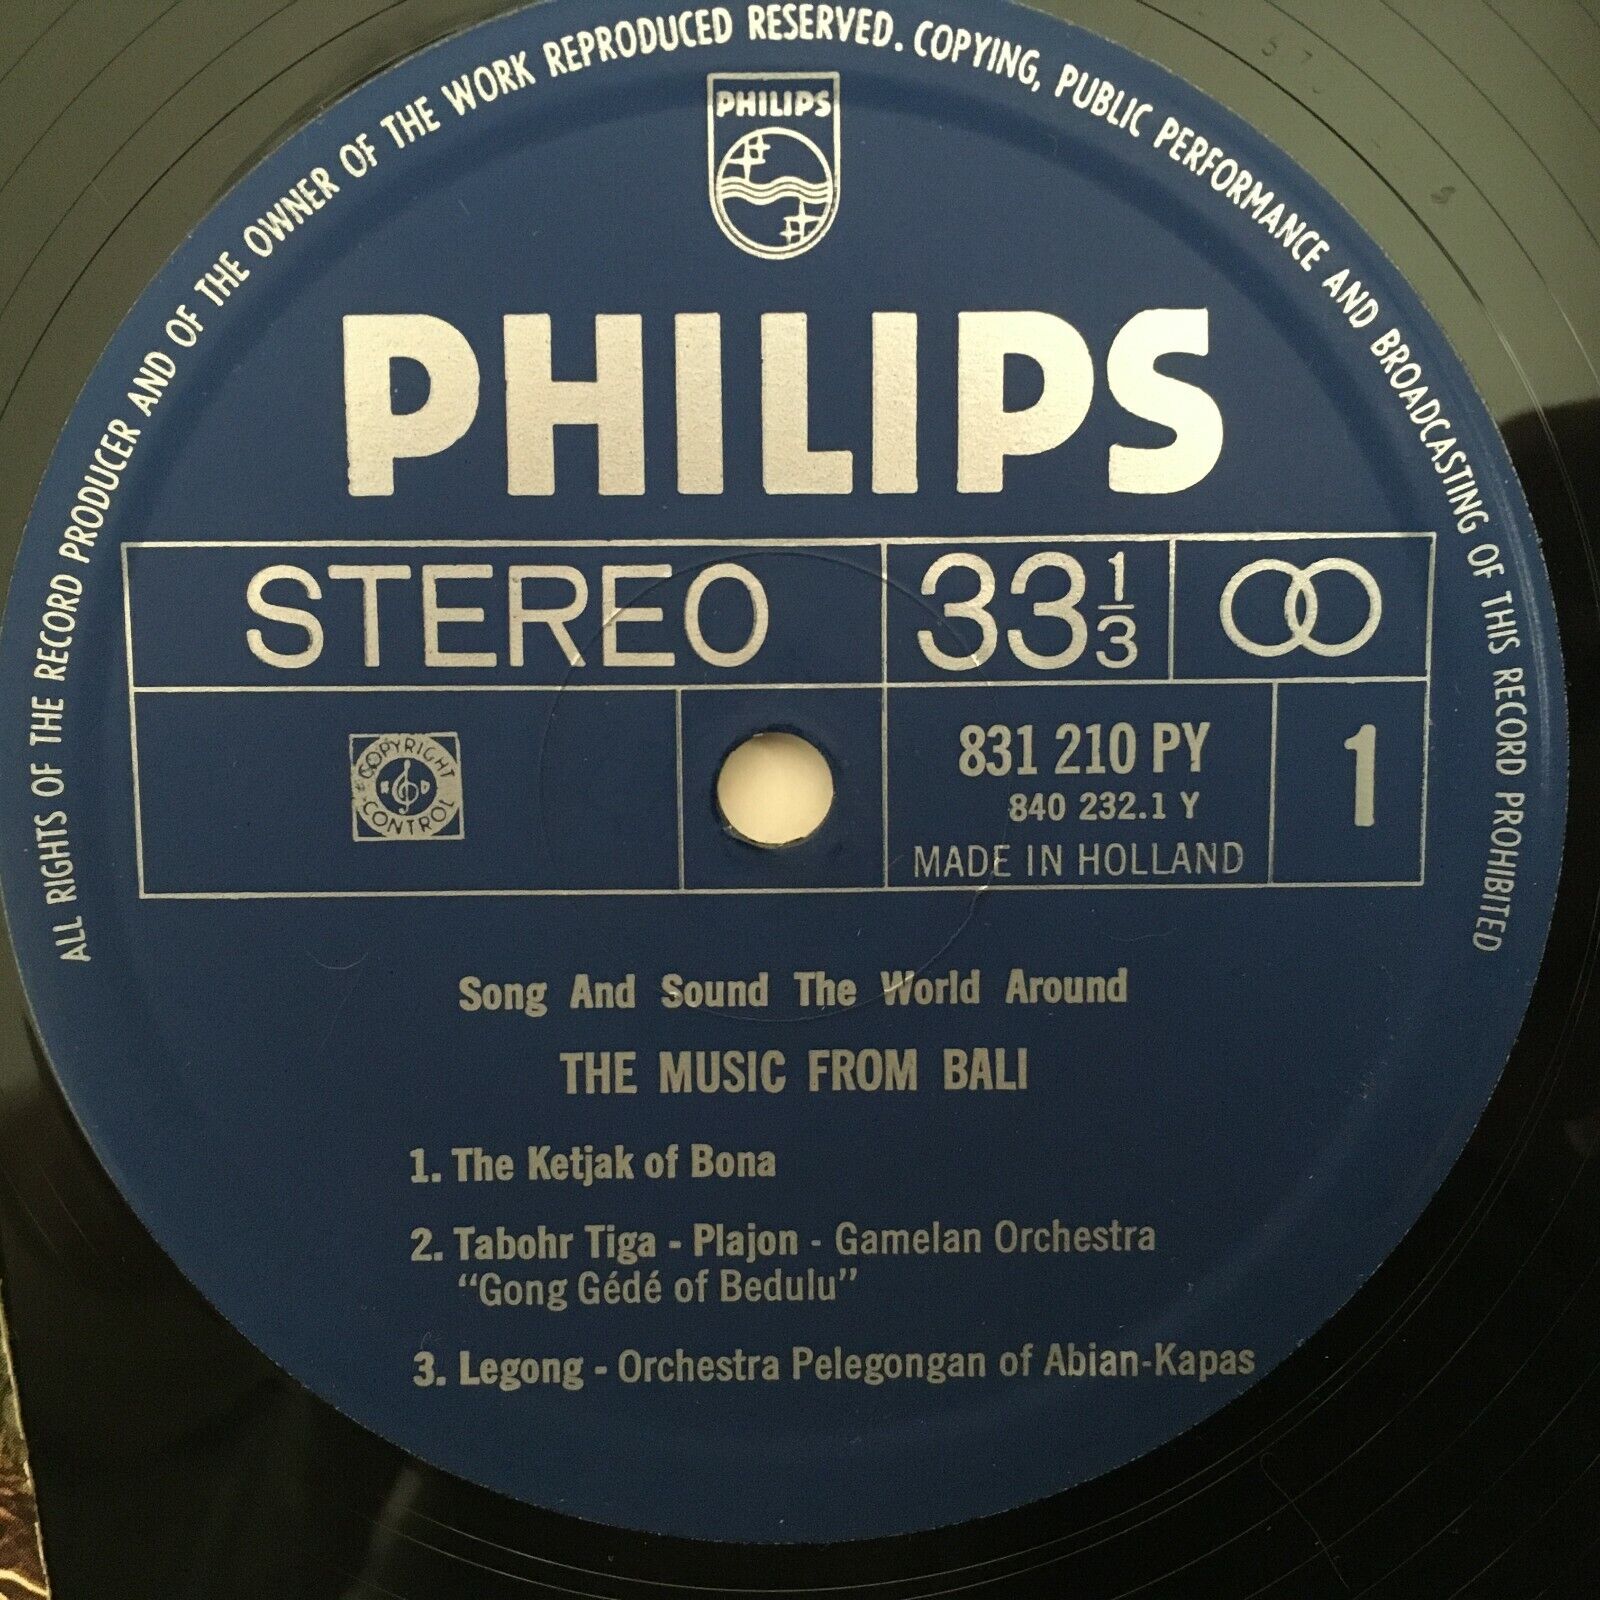 ALL RIGHTS OF THE RECORD PRODUCER AND OF THE OWNER OF THE WORK REPRODUCED RESERVED. COPYING, PUBLIC PERFORMANCE AND BROADCASTING OF THIS RECORD PROHIBITED
PHILIPS
PHILIPS
STEREO
33 1/3
COPYRIGHT
CONTROL
831 210 PY
840 232.1 Y
MADE IN HOLLAND
1
Song And Sound The World Around
THE MUSIC FROM BALI
1. The Ketjak of Bona
2. Tabohr Tiga - Plajon - Gamelan Orchestra
"Gong Gédé of Bedulu"
3. Legong - Orchestra Pelegongan of Abian-Kapas